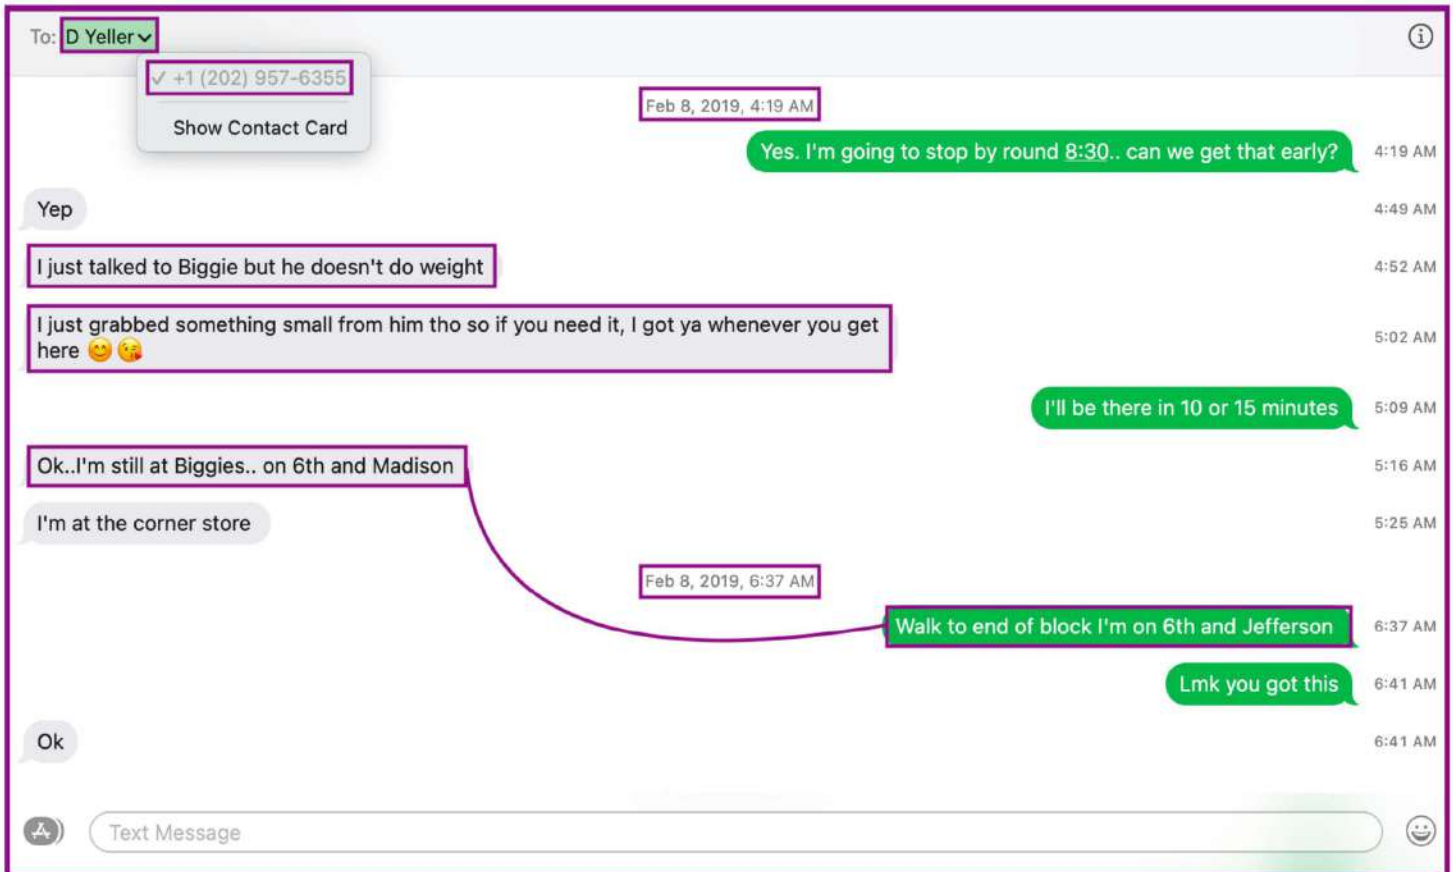 To: D Yeller
✓ +1 (202) 957-6355
Show Contact Card
Feb 8, 2019, 4:19 AM
Yes. I'm going to stop by round 8:30.. can we get that early?
4:19 AM
Yep
4:49 AM
I just talked to Biggie but he doesn't do weight
4:52 AM
I just grabbed something small from him tho so if you need it, I got ya whenever you get
here 😊 😘
5:02 AM
I'll be there in 10 or 15 minutes
5:09 AM
Ok..I'm still at Biggies.. on 6th and Madison
5:16 AM
I'm at the corner store
5:25 AM
Feb 8, 2019, 6:37 AM
Walk to end of block I'm on 6th and Jefferson
6:37 AM
Lmk you got this
6:41 AM
Ok
6:41 AM
Text Message